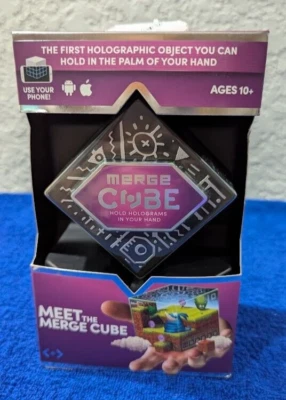 THE FIRST HOLOGRAPHIC OBJECT YOU CAN
HOLD IN THE PALM OF YOUR HAND
USE YOUR
PHONE!
AGES 10+
MERGE
CUBE
HOLD HOLOGRAMS
IN YOUR HAND
MEET THE
MERGE CUBE